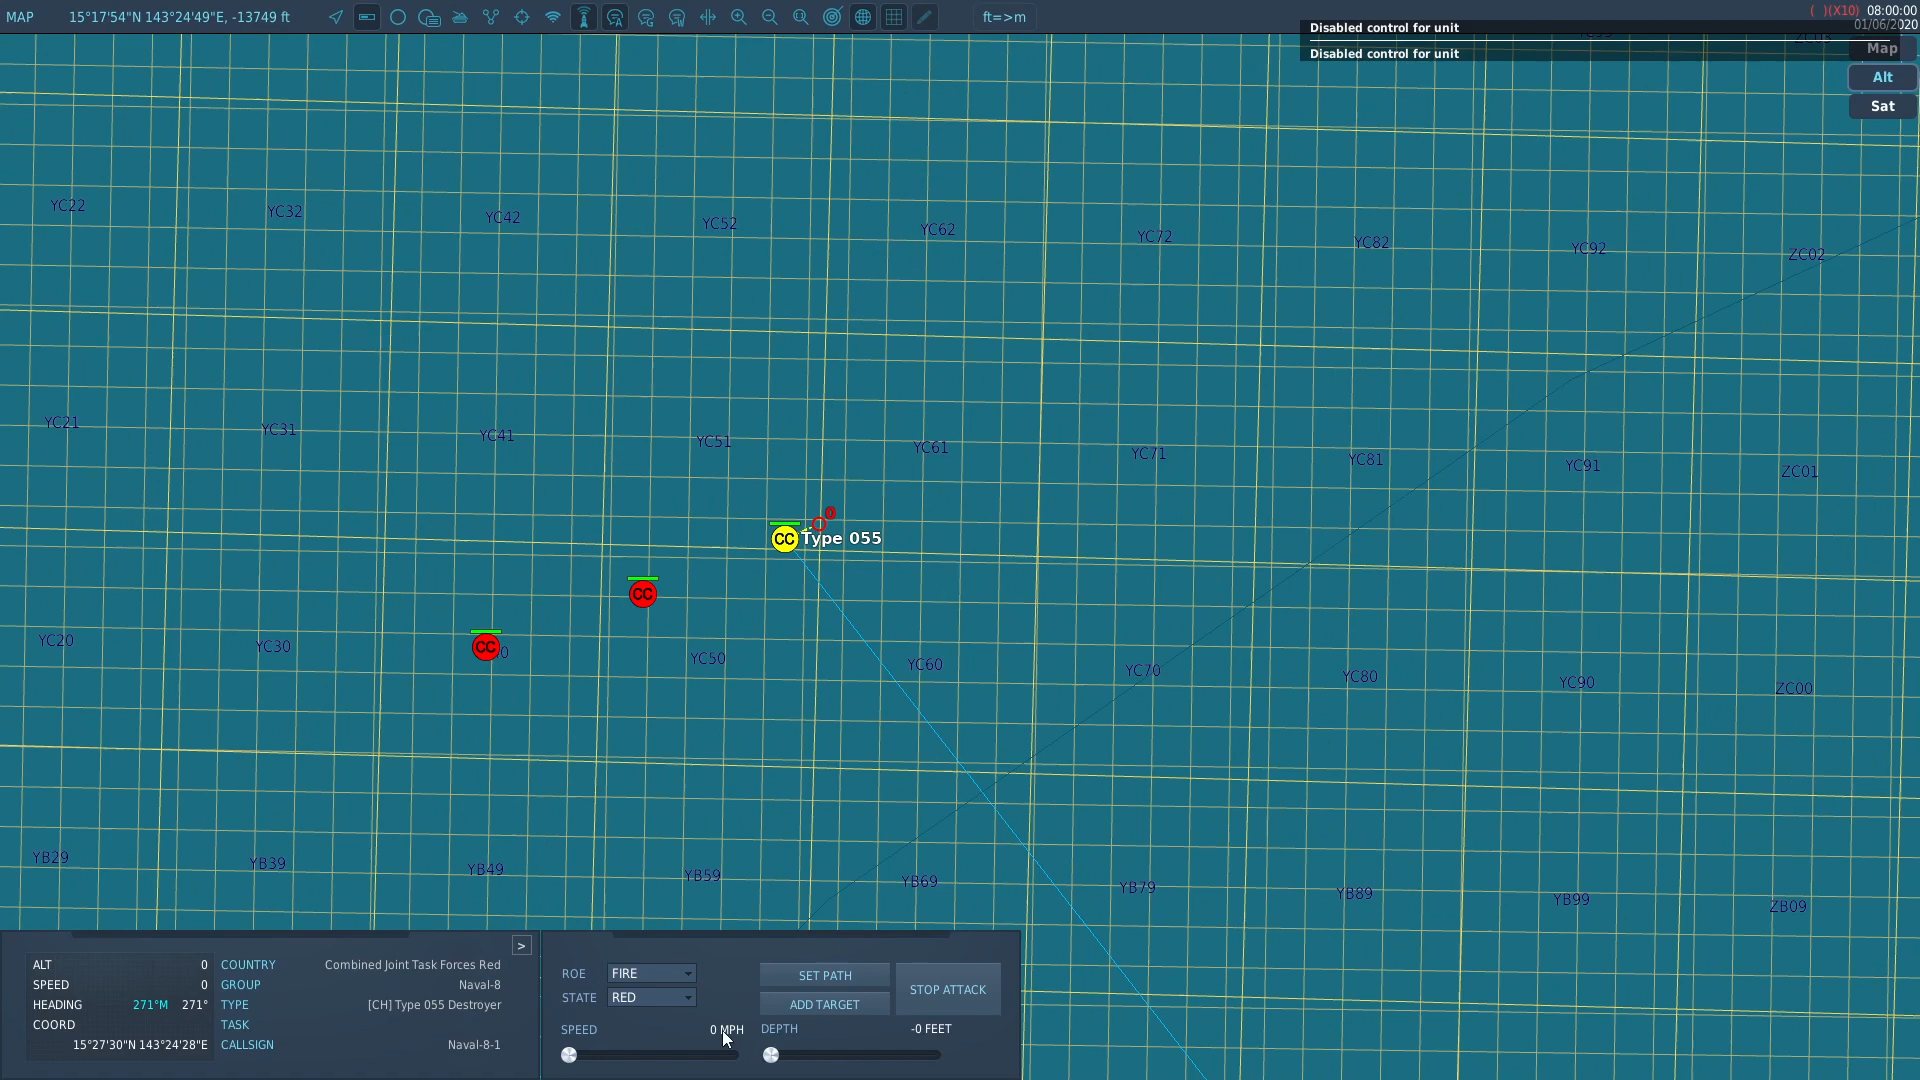 MAP 15°17'54"N 143°24'49"E, -13749 ft ft=>m ( )(X10) 08:00:00
01/06/2020
Disabled control for unit
Disabled control for unit
Map
Alt
Sat
YC22 YC32 YC42 YC52 YC62 YC72 YC82 YC92 ZC02
YC21 YC31 YC41 YC51 YC61 YC71 YC81 YC91 ZC01
0
CC Type 055
CC
CC
YC20 YC30 YC50 YC60 YC70 YC80 YC90 ZC00
YB29 YB39 YB49 YB59 YB69 YB79 YB89 YB99 ZB09
>
ALT 0 COUNTRY Combined Joint Task Forces Red
SPEED 0 GROUP Naval-8
HEADING 271°M 271° TYPE [CH] Type 055 Destroyer
COORD TASK
15°27'30"N 143°24'28"E CALLSIGN Naval-8-1
ROE FIRE SET PATH STOP ATTACK
STATE RED ADD TARGET
SPEED 0 MPH DEPTH -0 FEET